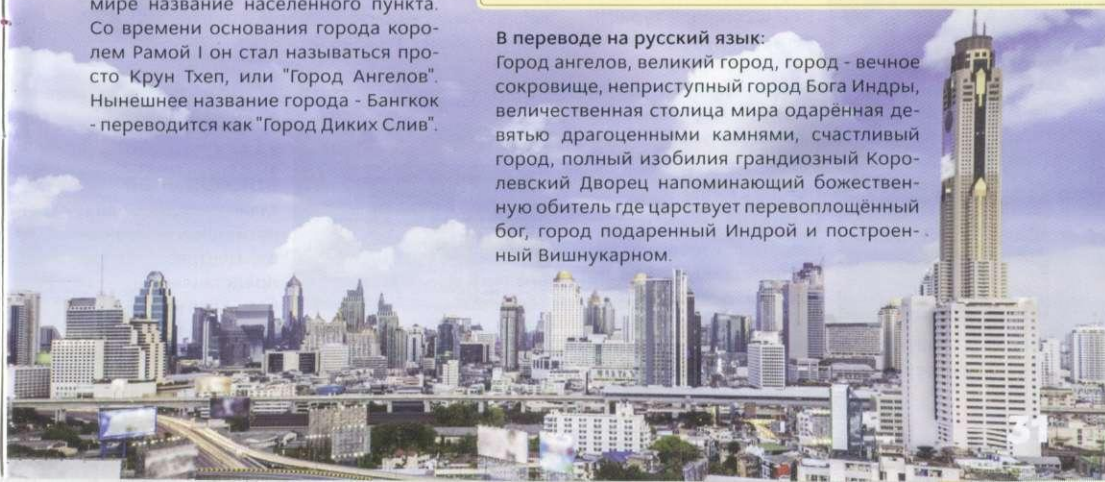 мире название населённого пункта.
Со времени основания города коро-
лем Рамой I он стал называться про-
сто Крун Тхеп, или "Город Ангелов".
Нынешнее название города - Бангкок
- переводится как "Город Диких Слив".
В переводе на русский язык:
Город ангелов, великий город, город - вечное
сокровище, неприступный город Бога Индры,
величественная столица мира одарённая де-
вятью драгоценными камнями, счастливый
город, полный изобилия грандиозный Коро-
левский Дворец напоминающий божествен-
ную обитель где царствует перевоплощённый
бог, город подаренный Индрой и построен-
ный Вишнукарном.
31